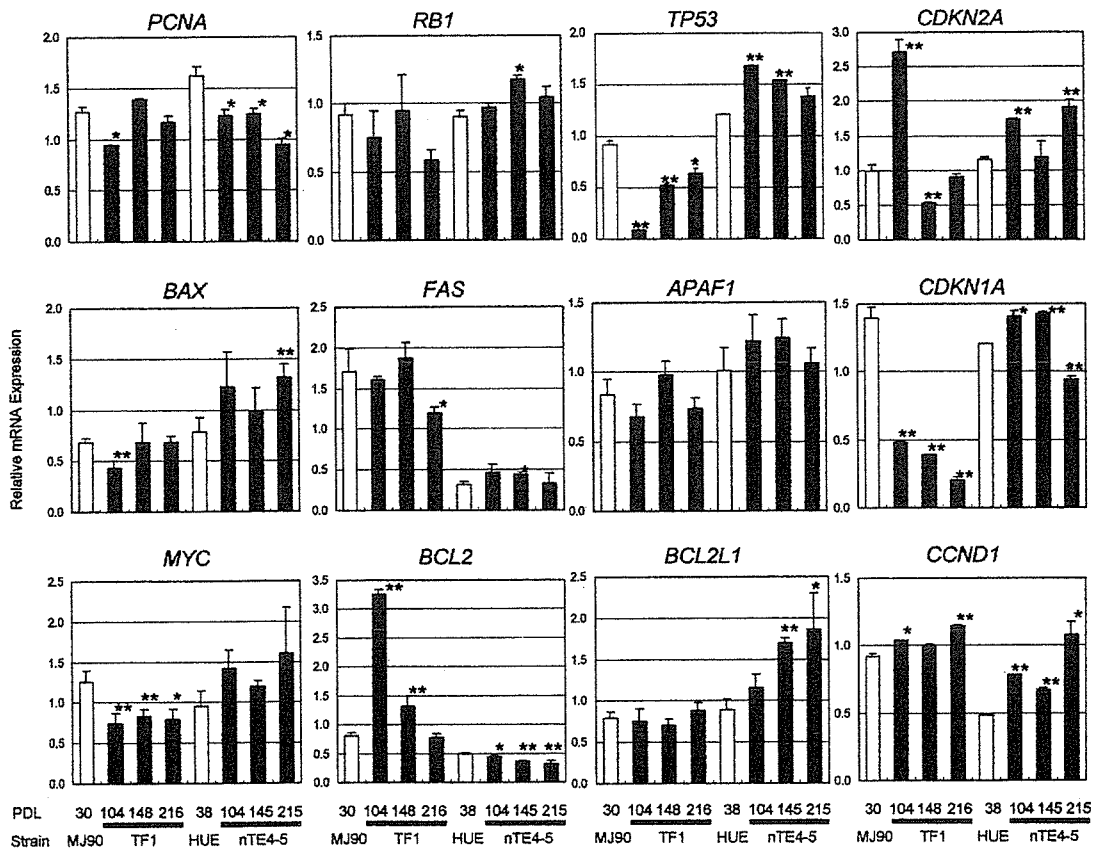 PCNA RB1 TP53 CDKN2A
2.0 1.5 2.0 3.0
1.5 1.0 1.5 2.5
1.0 0.5 1.0 2.0
0.5 0.0 0.5 1.5
0.0 0.0 1.0
0.5
0.0
* * * *
*
** ** * ** **
** ** ** **
BAX FAS APAF1 CDKN1A
2.0 2.5 1.5 1.5
1.5 2.0 1.0 1.0
1.0 1.5 0.5 0.5
0.5 1.0 0.0
0.0 0.5
0.0
** **
* *
** ** ** * ** **
Relative mRNA Expression
MYC BCL2 BCL2L1 CCND1
2.5 3.5 2.5 1.5
2.0 3.0 2.0 1.0
1.5 2.5 1.5 0.5
1.0 2.0 1.0 0.0
0.5 1.5 0.5
0.0 1.0 0.0
0.5
0.0
** ** *
** ** * ** **
** *
* ** ** ** *
PDL 30 104 148 216 38 104 145 215 30 104 148 216 38 104 145 215 30 104 148 216 38 104 145 215 30 104 148 216 38 104 145 215
Strain MJ90 TF1 HUE nTE4-5 MJ90 TF1 HUE nTE4-5 MJ90 TF1 HUE nTE4-5 MJ90 TF1 HUE nTE4-5